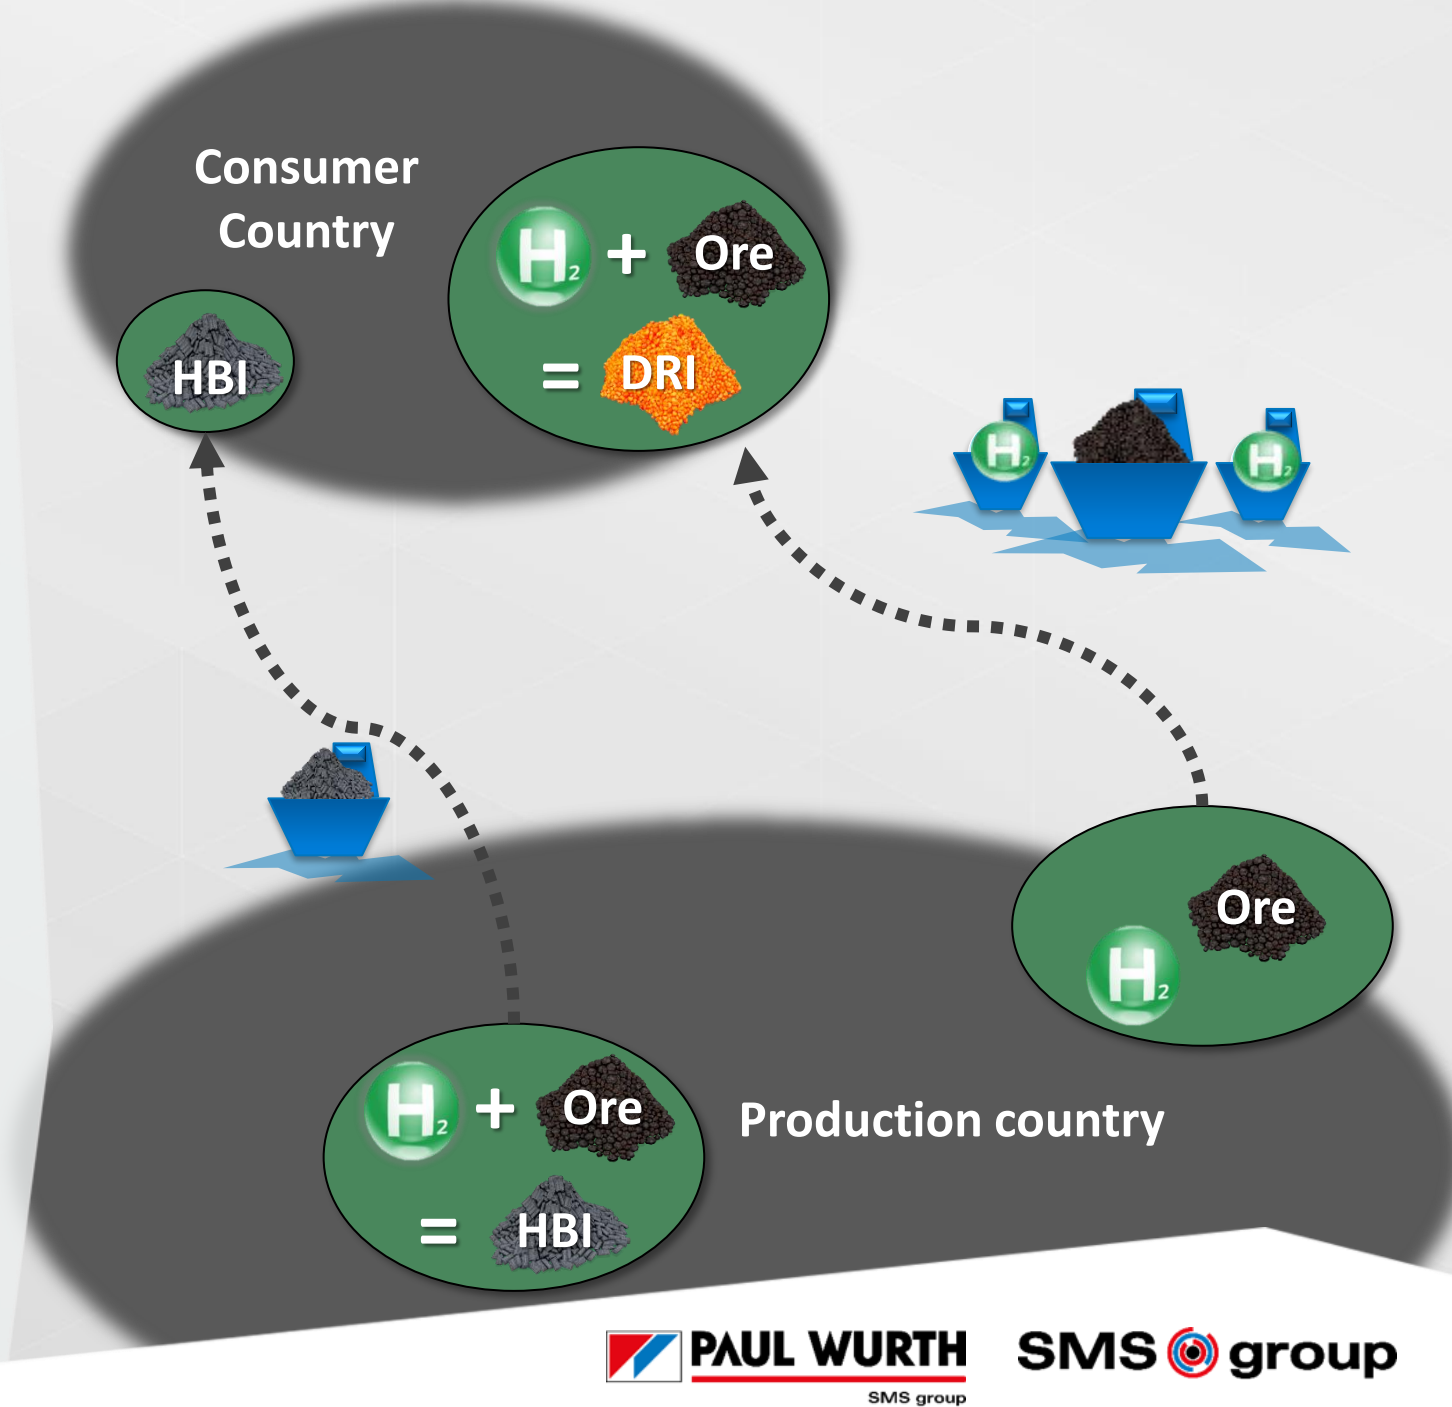 Consumer
Country
H2 + Ore
= DRI
HBI
H2
H2
Ore
H2
H2 + Ore
= HBI
Production country
PAUL WURTH
SMS group
SMS group